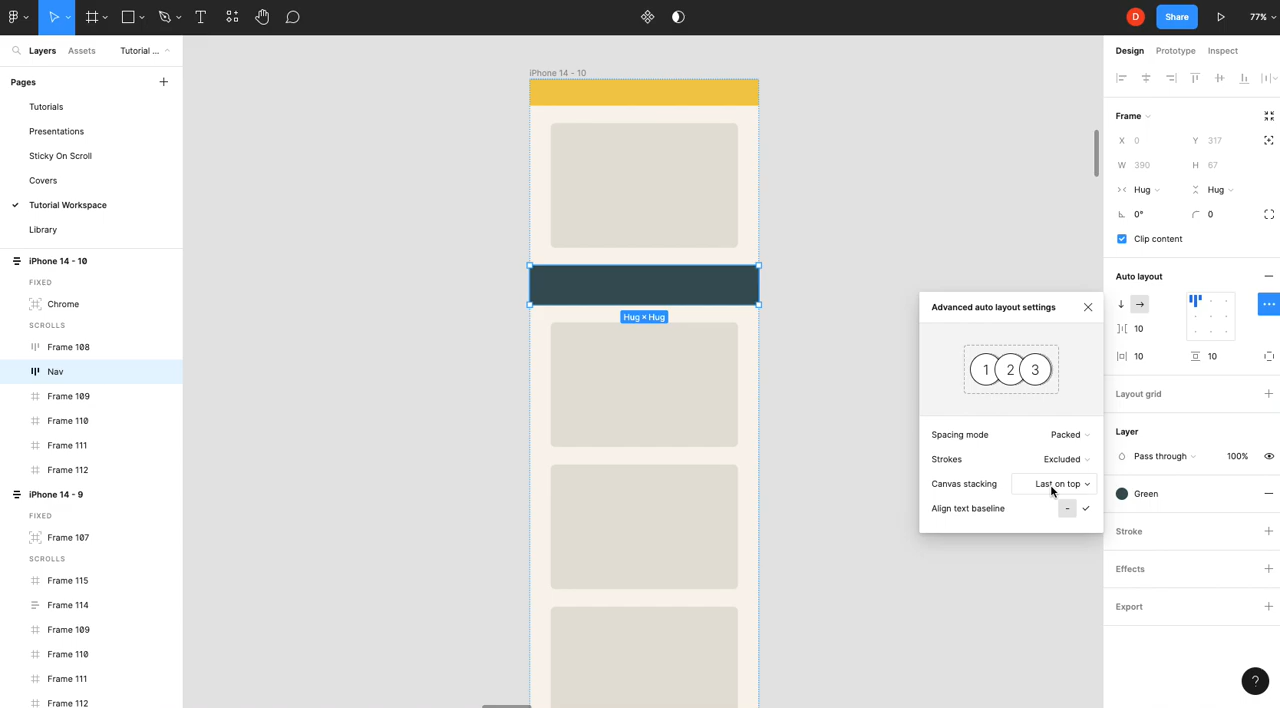 D
Share
77%
Layers
Assets
Tutorial ...
Pages
Tutorials
Presentations
Sticky On Scroll
Covers
Tutorial Workspace
Library
iPhone 14 - 10
FIXED
Chrome
SCROLLS
Frame 108
Nav
Frame 109
Frame 110
Frame 111
Frame 112
iPhone 14 - 9
FIXED
Frame 107
SCROLLS
Frame 115
Frame 114
Frame 109
Frame 110
Frame 111
Frame 112
iPhone 14 - 10
Hug × Hug
Advanced auto layout settings
1 2 3
Spacing mode Packed
Strokes Excluded
Canvas stacking Last on top
Align text baseline
Design Prototype Inspect
Frame
X 0 Y 317
W 390 H 67
Hug Hug
0° 0
Clip content
Auto layout
10
10 10
Layout grid
Layer
Pass through 100%
Green
Stroke
Effects
Export
?